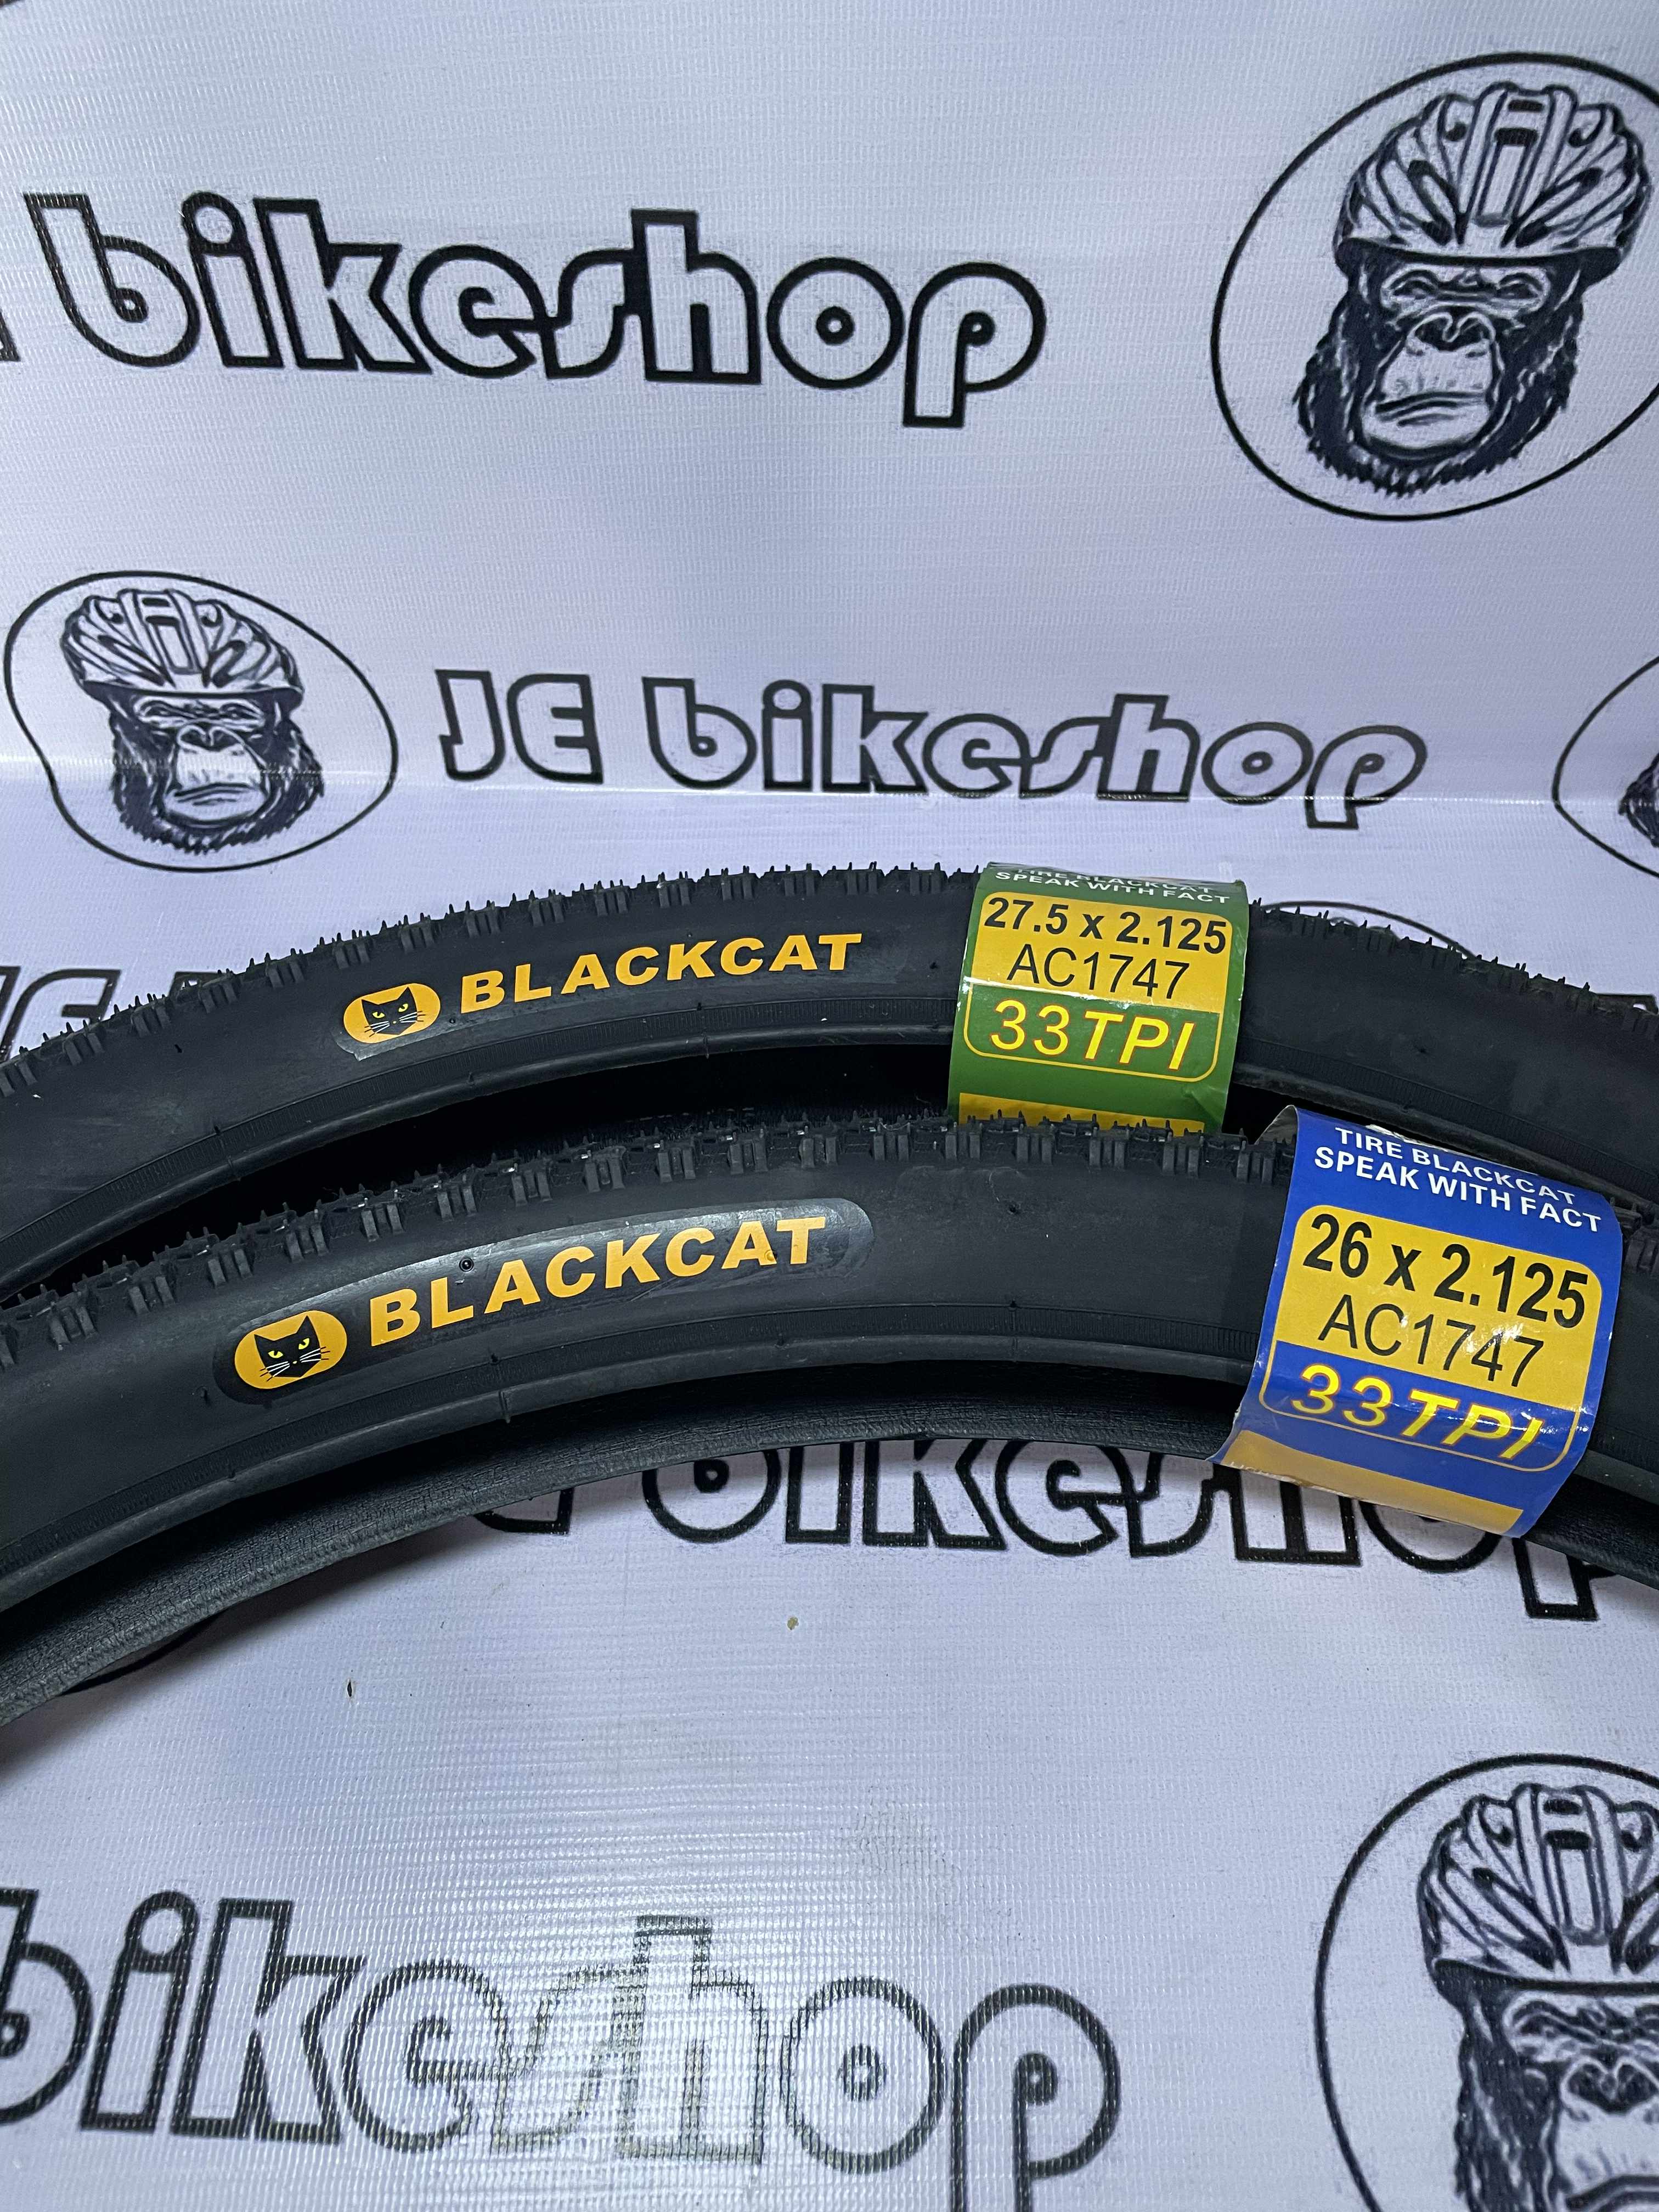 bikeshop
JE bikeshop
TIRE BLACKCAT
SPEAK WITH FACT
27.5 x 2.125
AC1747
33TPI
BLACKCAT
TIRE BLACKCAT
SPEAK WITH FACT
26 x 2.125
AC1747
33TPI
BLACKCAT
JE bikeshop
bikeshop